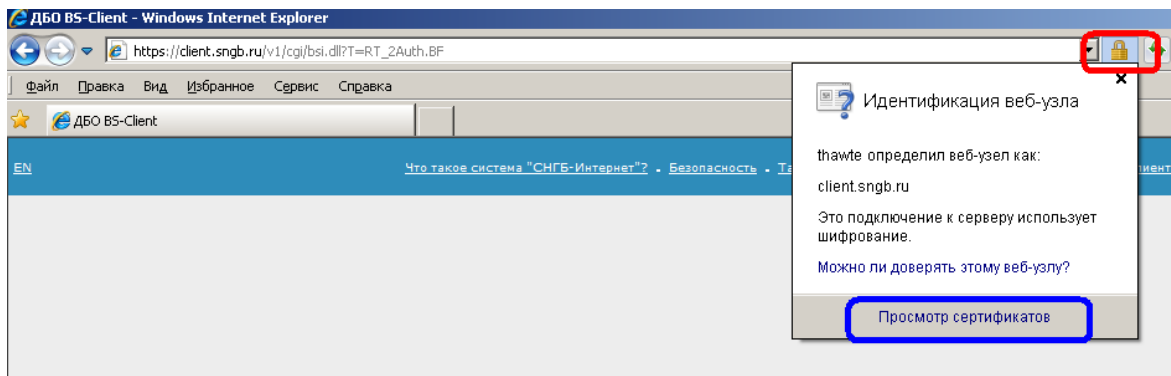 ДБО BS-Client - Windows Internet Explorer
https://client.sngb.ru/v1/cgi/bsi.dll?T=RT_2Auth.BF
Файл Правка Вид Избранное Сервис Справка
ДБО BS-Client
EN Что такое система "СНГБ-Интернет"? . Безопасность .
Идентификация веб-узла
thawte определил веб-узел как:
client.sngb.ru
Это подключение к серверу использует
шифрование.
Можно ли доверять этому веб-узлу?
Просмотр сертификатов